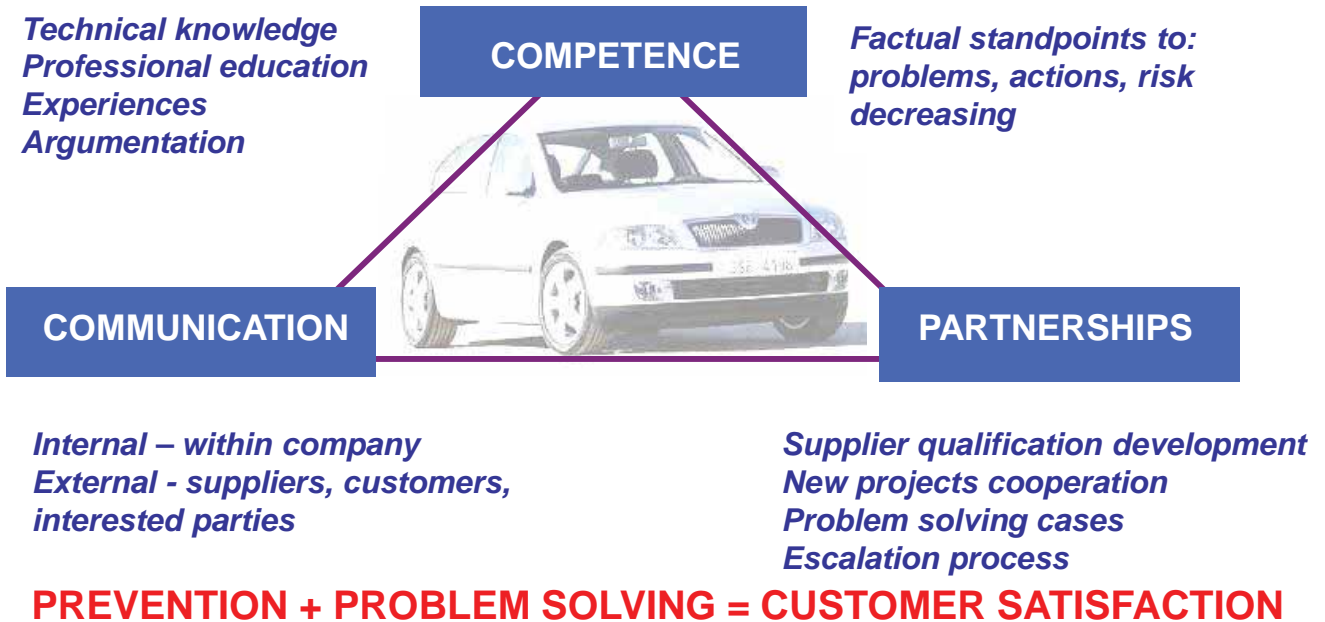 Technical knowledge
Professional education
Experiences
Argumentation
COMPETENCE
Factual standpoints to:
problems, actions, risk
decreasing
COMMUNICATION
PARTNERSHIPS
Internal – within company
External - suppliers, customers,
interested parties
Supplier qualification development
New projects cooperation
Problem solving cases
Escalation process
PREVENTION + PROBLEM SOLVING = CUSTOMER SATISFACTION